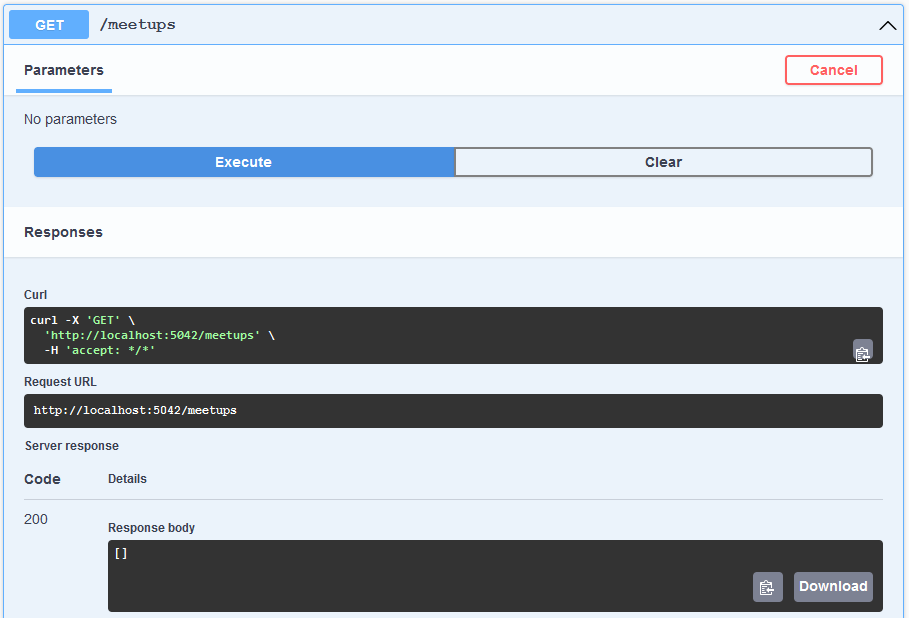 GET /meetups
Parameters
Cancel
No parameters
Execute
Clear
Responses
Curl
curl -X 'GET' \
  'http://localhost:5042/meetups' \
  -H 'accept: */*'
Request URL
http://localhost:5042/meetups
Server response
Code
Details
200
Response body
[]
Download